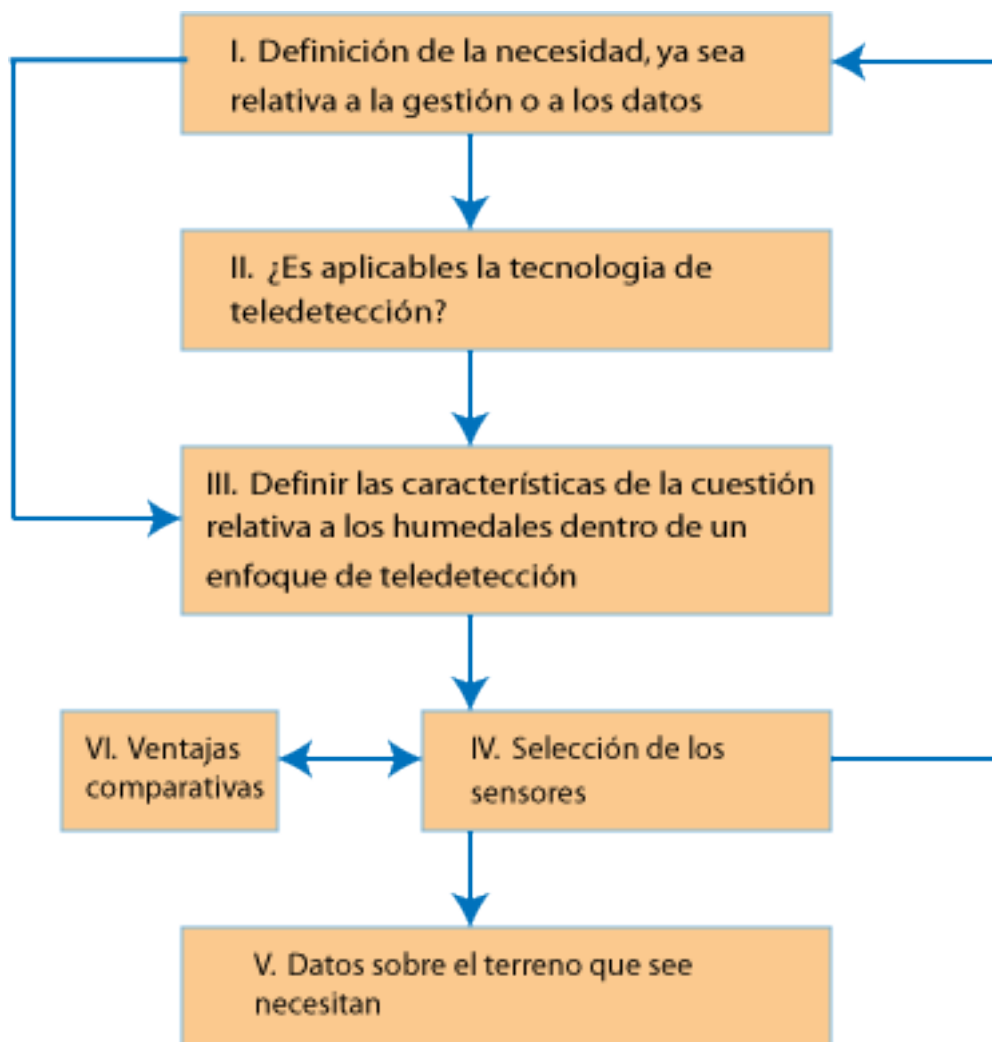 I. Definición de la necesidad, ya sea
relativa a la gestión o a los datos
II. ¿Es aplicables la tecnologia de
teledetección?
III. Definir las características de la cuestión
relativa a los humedales dentro de un
enfoque de teledetección
VI. Ventajas
comparativas
IV. Selección de los
sensores
V. Datos sobre el terreno que see
necesitan